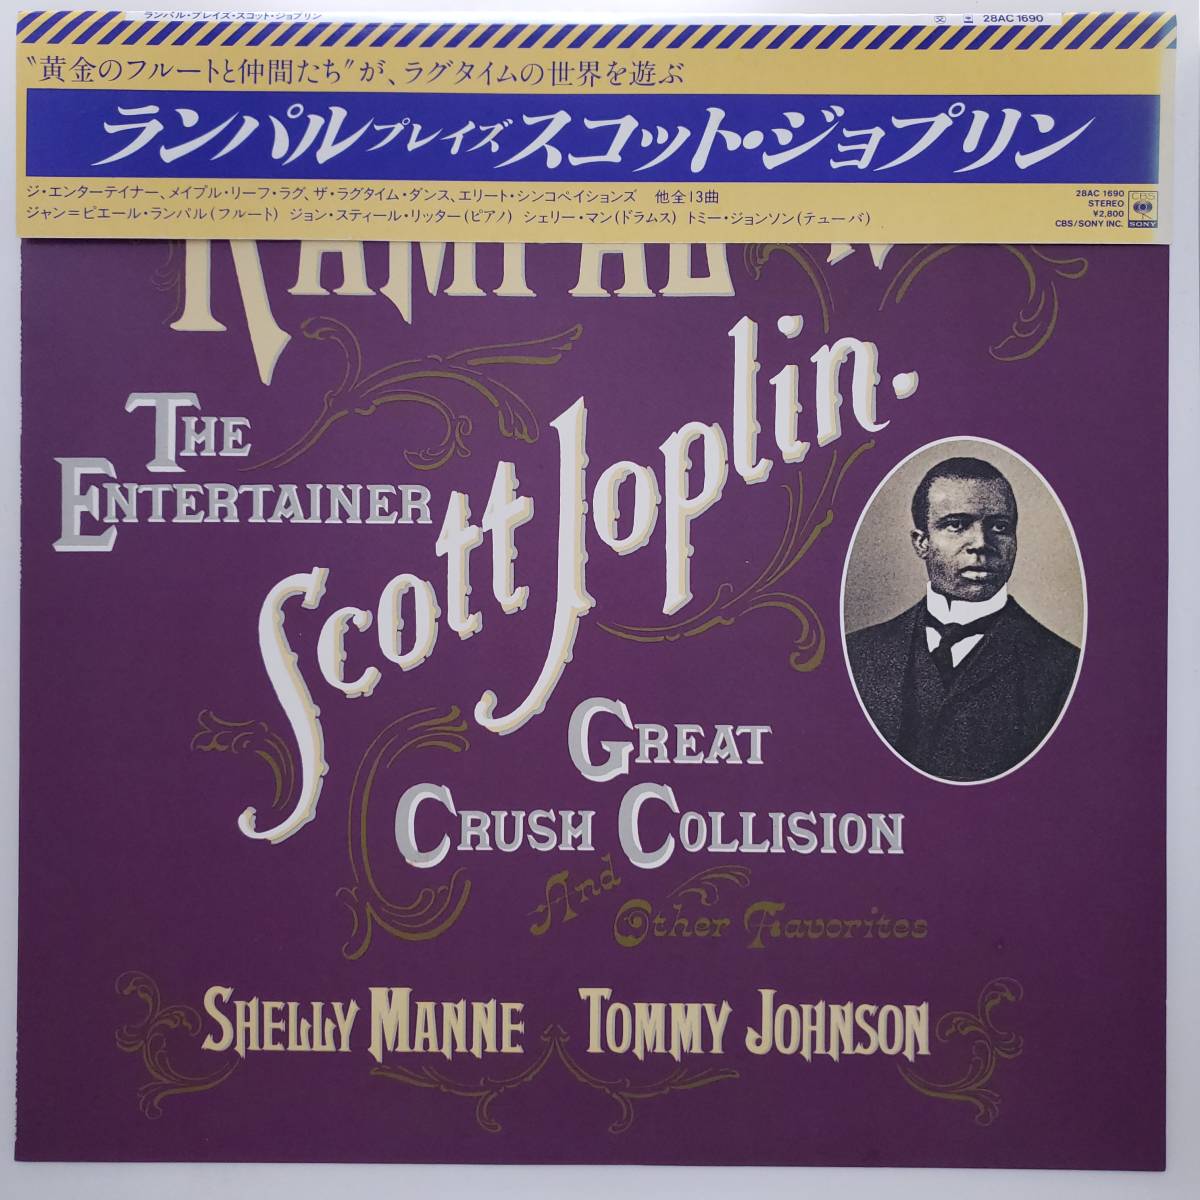 ランパル・プレイズ・スコット・ジョプリン
28AC 1690
“黄金のフルートと仲間たち”が、ラグタイムの世界を遊ぶ
ランパルプレイズスコット・ジョプリン
ジ・エンターテイナー、メイプル・リーフ・ラグ、ザ・ラグタイム・ダンス、エリート・シンコペイションズ 他全13曲
ジャン=ピエール・ランパル(フルート) ジョン・スティール・リッター(ピアノ) シェリー・マン(ドラムス) トミー・ジョンソン(テューバ)
28AC 1690
STEREO
¥2,800
CBS/SONY INC.
CBS
SONY
RAMPAL
THE
ENTERTAINER
Scott Joplin.
GREAT
CRUSH COLLISION
And
Other Favorites
SHELLY MANNE TOMMY JOHNSON